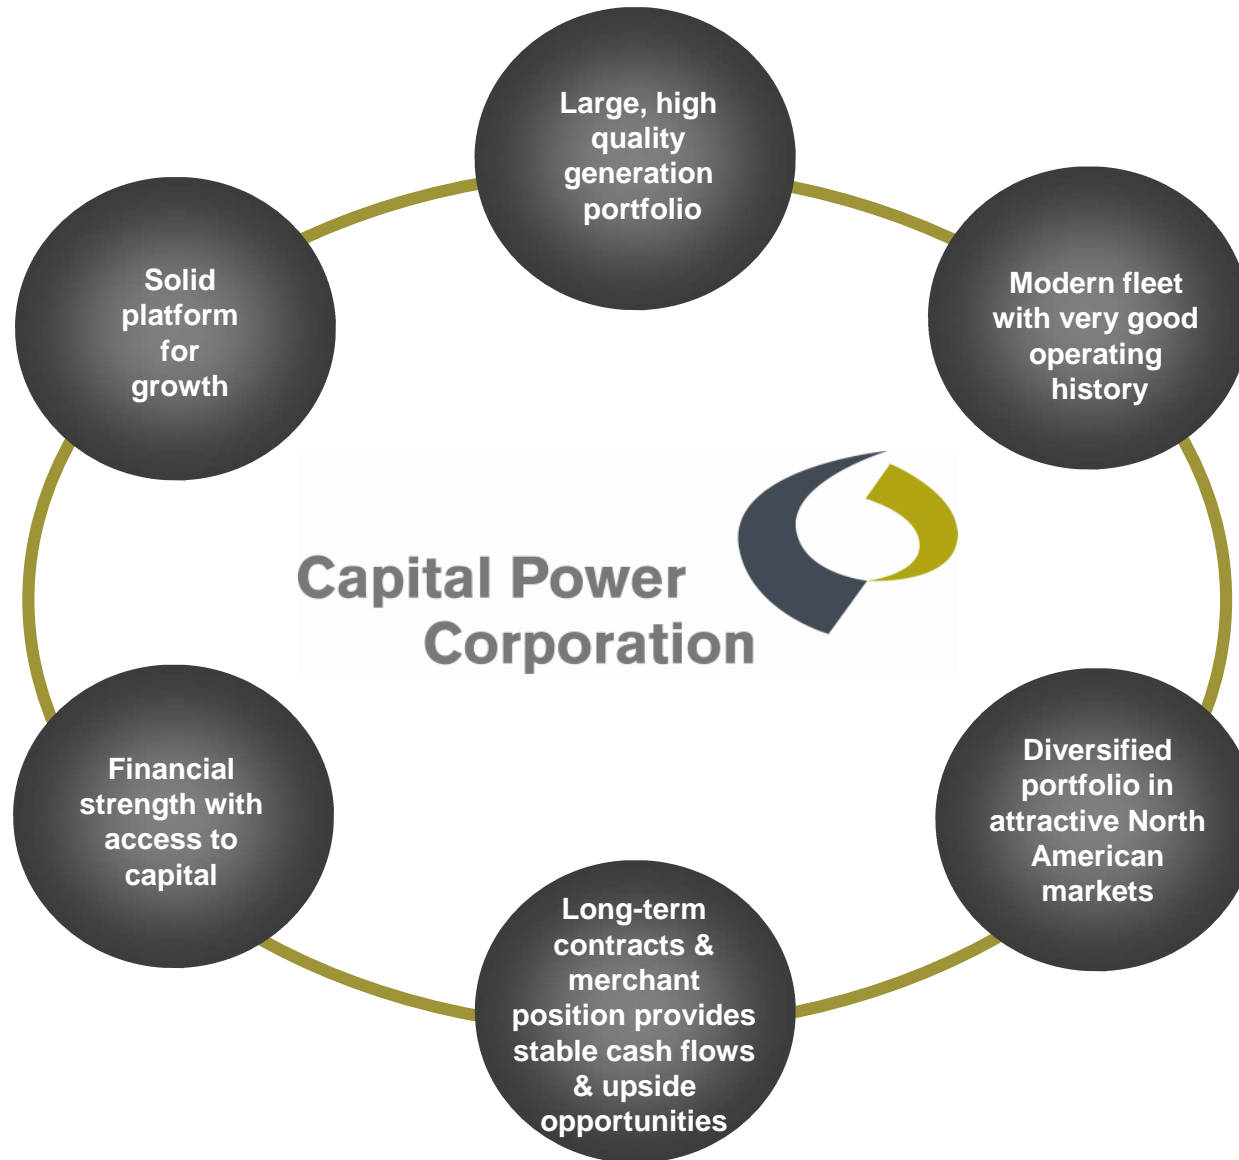 Large, high
quality
generation
portfolio
Modern fleet
with very good
operating
history
Diversified
portfolio in
attractive North
American
markets
Long-term
contracts &
merchant
position provides
stable cash flows
& upside
opportunities
Financial
strength with
access to
capital
Solid
platform
for
growth
Capital Power
Corporation